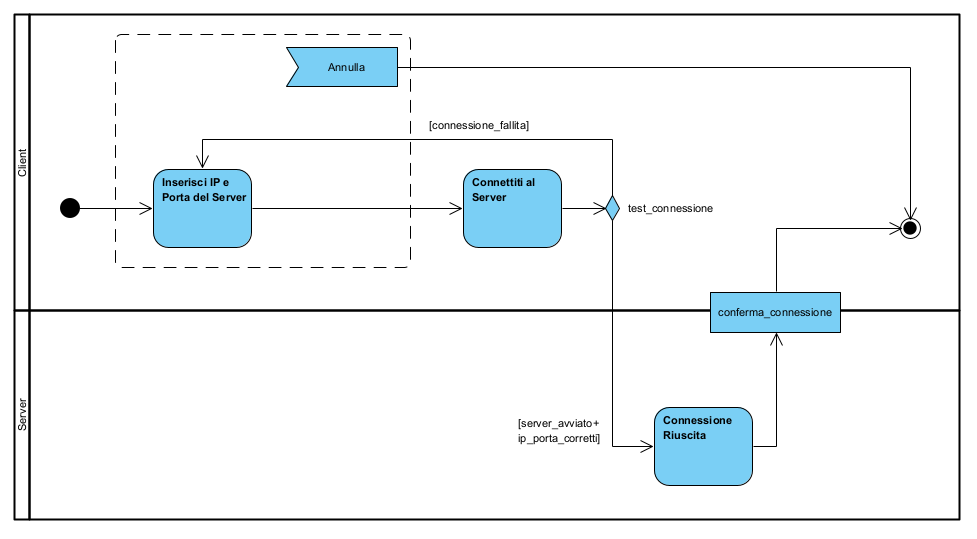 Client
Annulla
[connessione_fallita]
Inserisci IP e
Porta del Server
Connettiti al
Server
test_connessione
conferma_connessione
Server
[server_avviato+
ip_porta_corretti]
Connessione
Riuscita